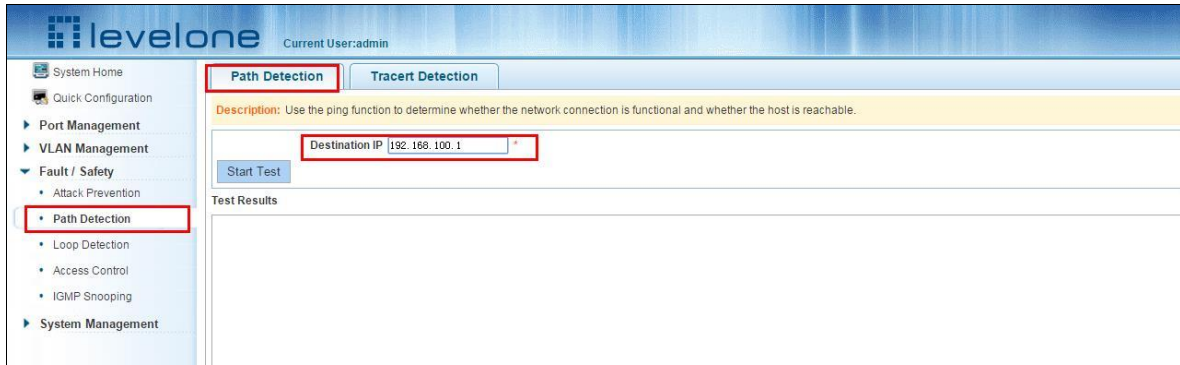 levelone
Current User:admin
System Home
Quick Configuration
Port Management
VLAN Management
Fault / Safety
Attack Prevention
Path Detection
Loop Detection
Access Control
IGMP Snooping
System Management
Path Detection
Tracert Detection
Description: Use the ping function to determine whether the network connection is functional and whether the host is reachable.
Destination IP 192.168.100.1 *
Start Test
Test Results